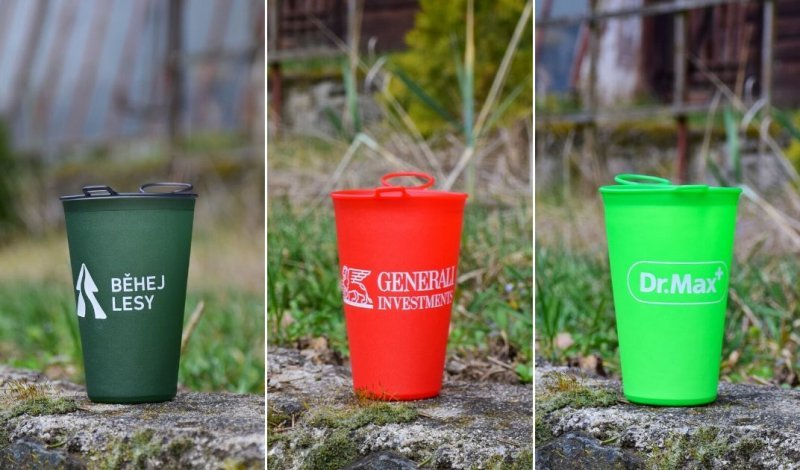 BĚHEJ
LESY
GENERALI
INVESTMENTS
Dr.Max+